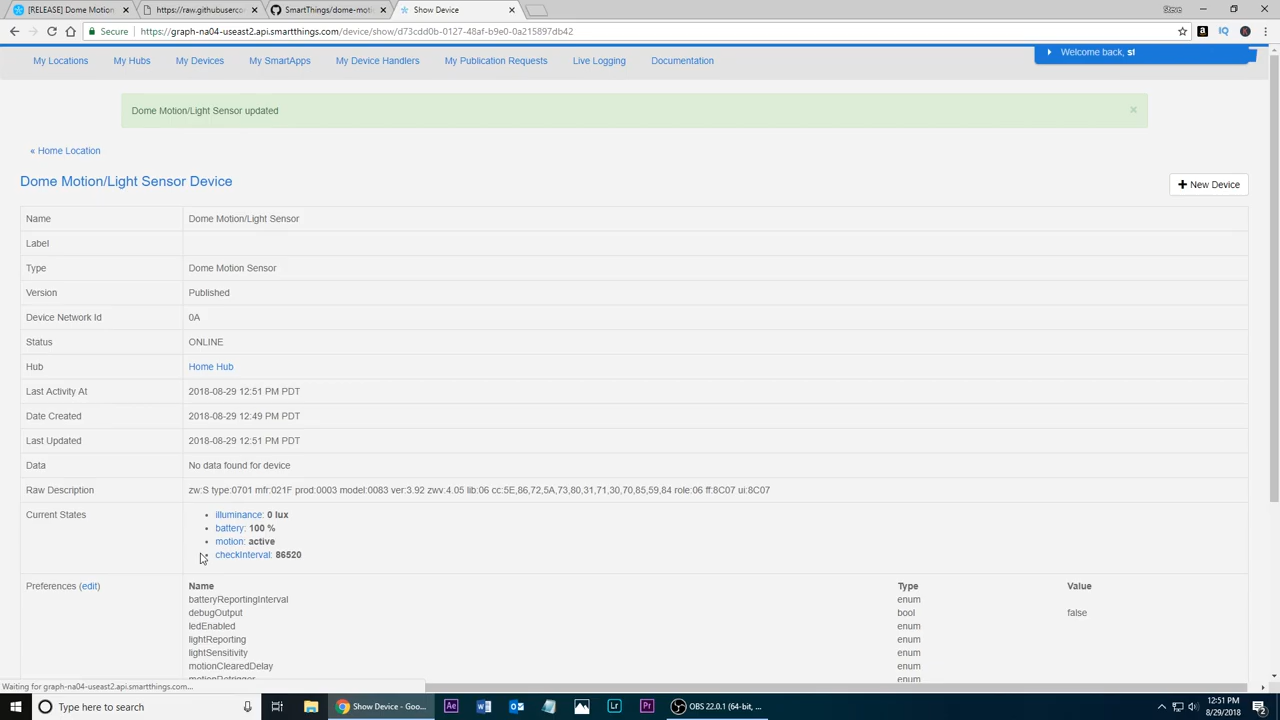 [RELEASE] Dome Motion
https://raw.githubuserco
SmartThings/dome-moti
Show Device
Steve
Secure
https://graph-na04-useast2.api.smartthings.com/device/show/d73cdd0b-0127-48af-b9e0-0a215897db42
My Locations
My Hubs
My Devices
My SmartApps
My Device Handlers
My Publication Requests
Live Logging
Documentation
Welcome back, st
Dome Motion/Light Sensor updated
×
« Home Location
Dome Motion/Light Sensor Device
+ New Device
Name Dome Motion/Light Sensor
Label
Type Dome Motion Sensor
Version Published
Device Network Id 0A
Status ONLINE
Hub Home Hub
Last Activity At 2018-08-29 12:51 PM PDT
Date Created 2018-08-29 12:49 PM PDT
Last Updated 2018-08-29 12:51 PM PDT
Data No data found for device
Raw Description zw:S type:0701 mfr:021F prod:0003 model:0083 ver:3.92 zwv:4.05 lib:06 cc:5E,86,72,5A,73,80,31,71,30,70,85,59,84 role:06 ff:8C07 ui:8C07
Current States
• illuminance: 0 lux
• battery: 100 %
• motion: active
• checkInterval: 86520
Preferences (edit) Name Type Value
batteryReportingInterval enum
debugOutput bool false
ledEnabled enum
lightReporting enum
lightSensitivity enum
motionClearedDelay enum
motionRetrigger enum
Waiting for graph-na04-useast2.api.smartthings.com...
Type here to search
Show Device - Goo...
Ae
Lr
Pr
OBS 22.0.1 (64-bit, ...
12:51 PM
8/29/2018
2